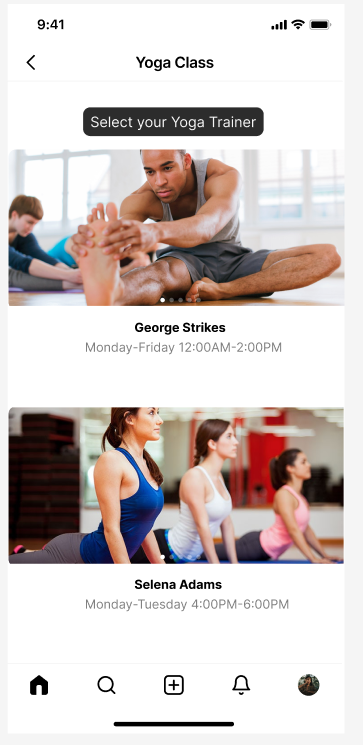 9:41
Yoga Class
Select your Yoga Trainer
George Strikes
Monday-Friday 12:00AM-2:00PM
Selena Adams
Monday-Tuesday 4:00PM-6:00PM